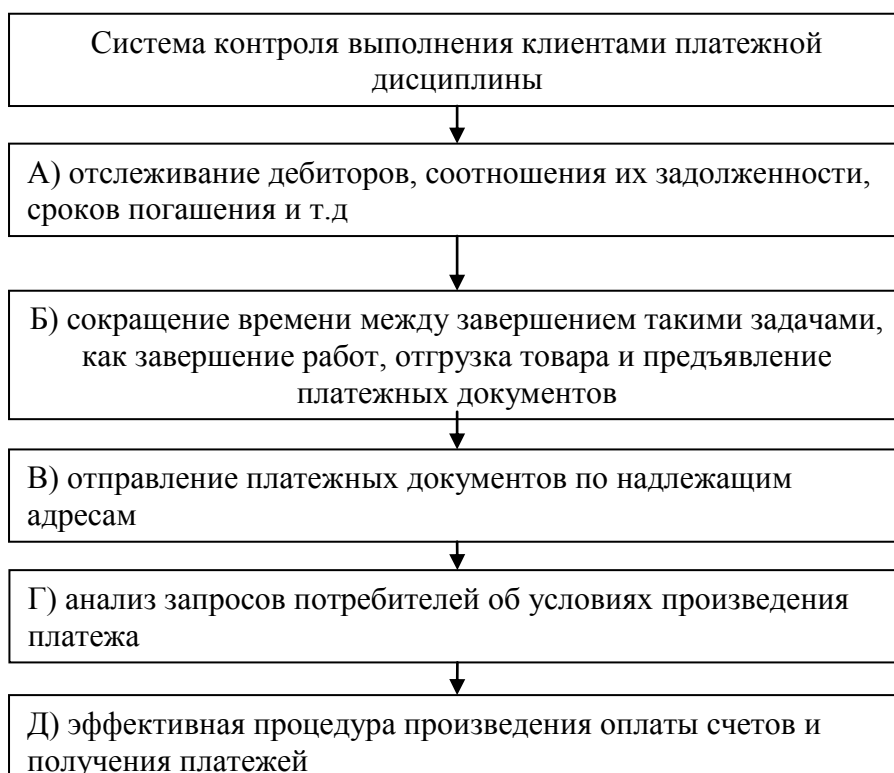 Система контроля выполнения клиентами платежной
дисциплины
А) отслеживание дебиторов, соотношения их задолженности,
сроков погашения и т.д
Б) сокращение времени между завершением такими задачами,
как завершение работ, отгрузка товара и предъявление
платежных документов
В) отправление платежных документов по надлежащим
адресам
Г) анализ запросов потребителей об условиях произведения
платежа
Д) эффективная процедура произведения оплаты счетов и
получения платежей